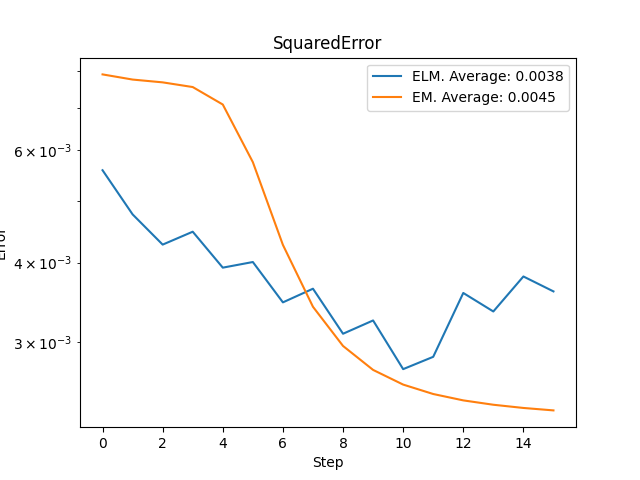 SquaredError
ELM. Average: 0.0038
EM. Average: 0.0045
6 × 10⁻³
4 × 10⁻³
3 × 10⁻³
Error
0 2 4 6 8 10 12 14
Step